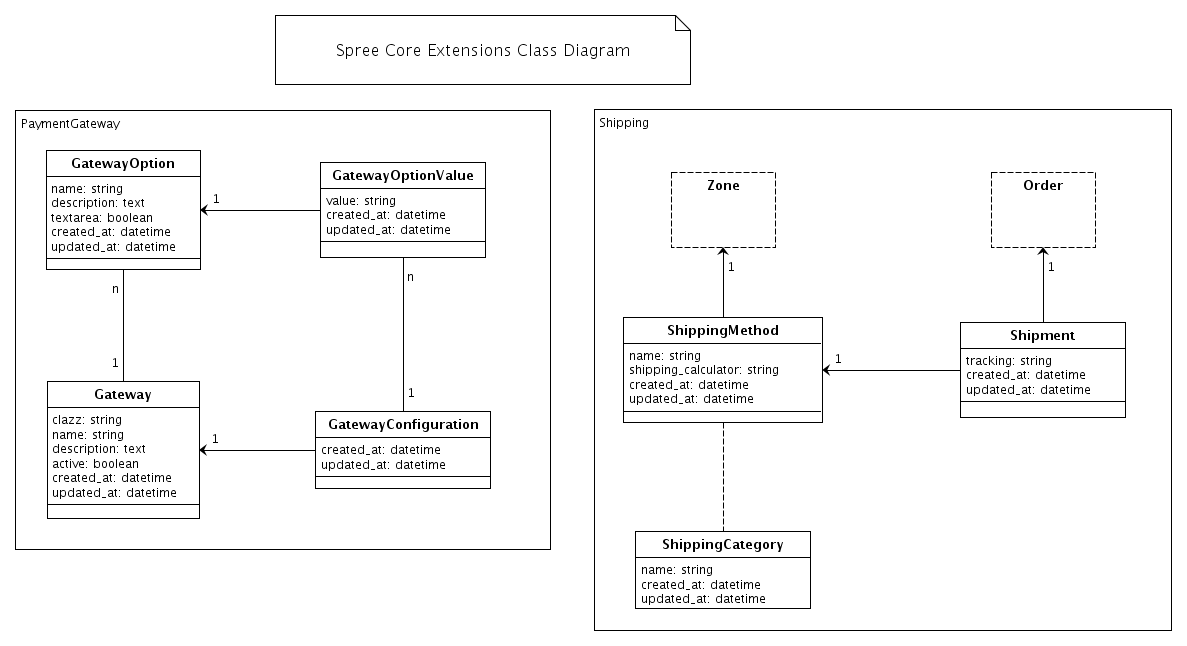 Spree Core Extensions Class Diagram
PaymentGateway
GatewayOption
name: string
description: text
textarea: boolean
created_at: datetime
updated_at: datetime
1
GatewayOptionValue
value: string
created_at: datetime
updated_at: datetime
n
n
1
1
Gateway
clazz: string
name: string
description: text
active: boolean
created_at: datetime
updated_at: datetime
1
GatewayConfiguration
created_at: datetime
updated_at: datetime
Shipping
Zone
Order
1
1
ShippingMethod
name: string
shipping_calculator: string
created_at: datetime
updated_at: datetime
1
Shipment
tracking: string
created_at: datetime
updated_at: datetime
ShippingCategory
name: string
created_at: datetime
updated_at: datetime